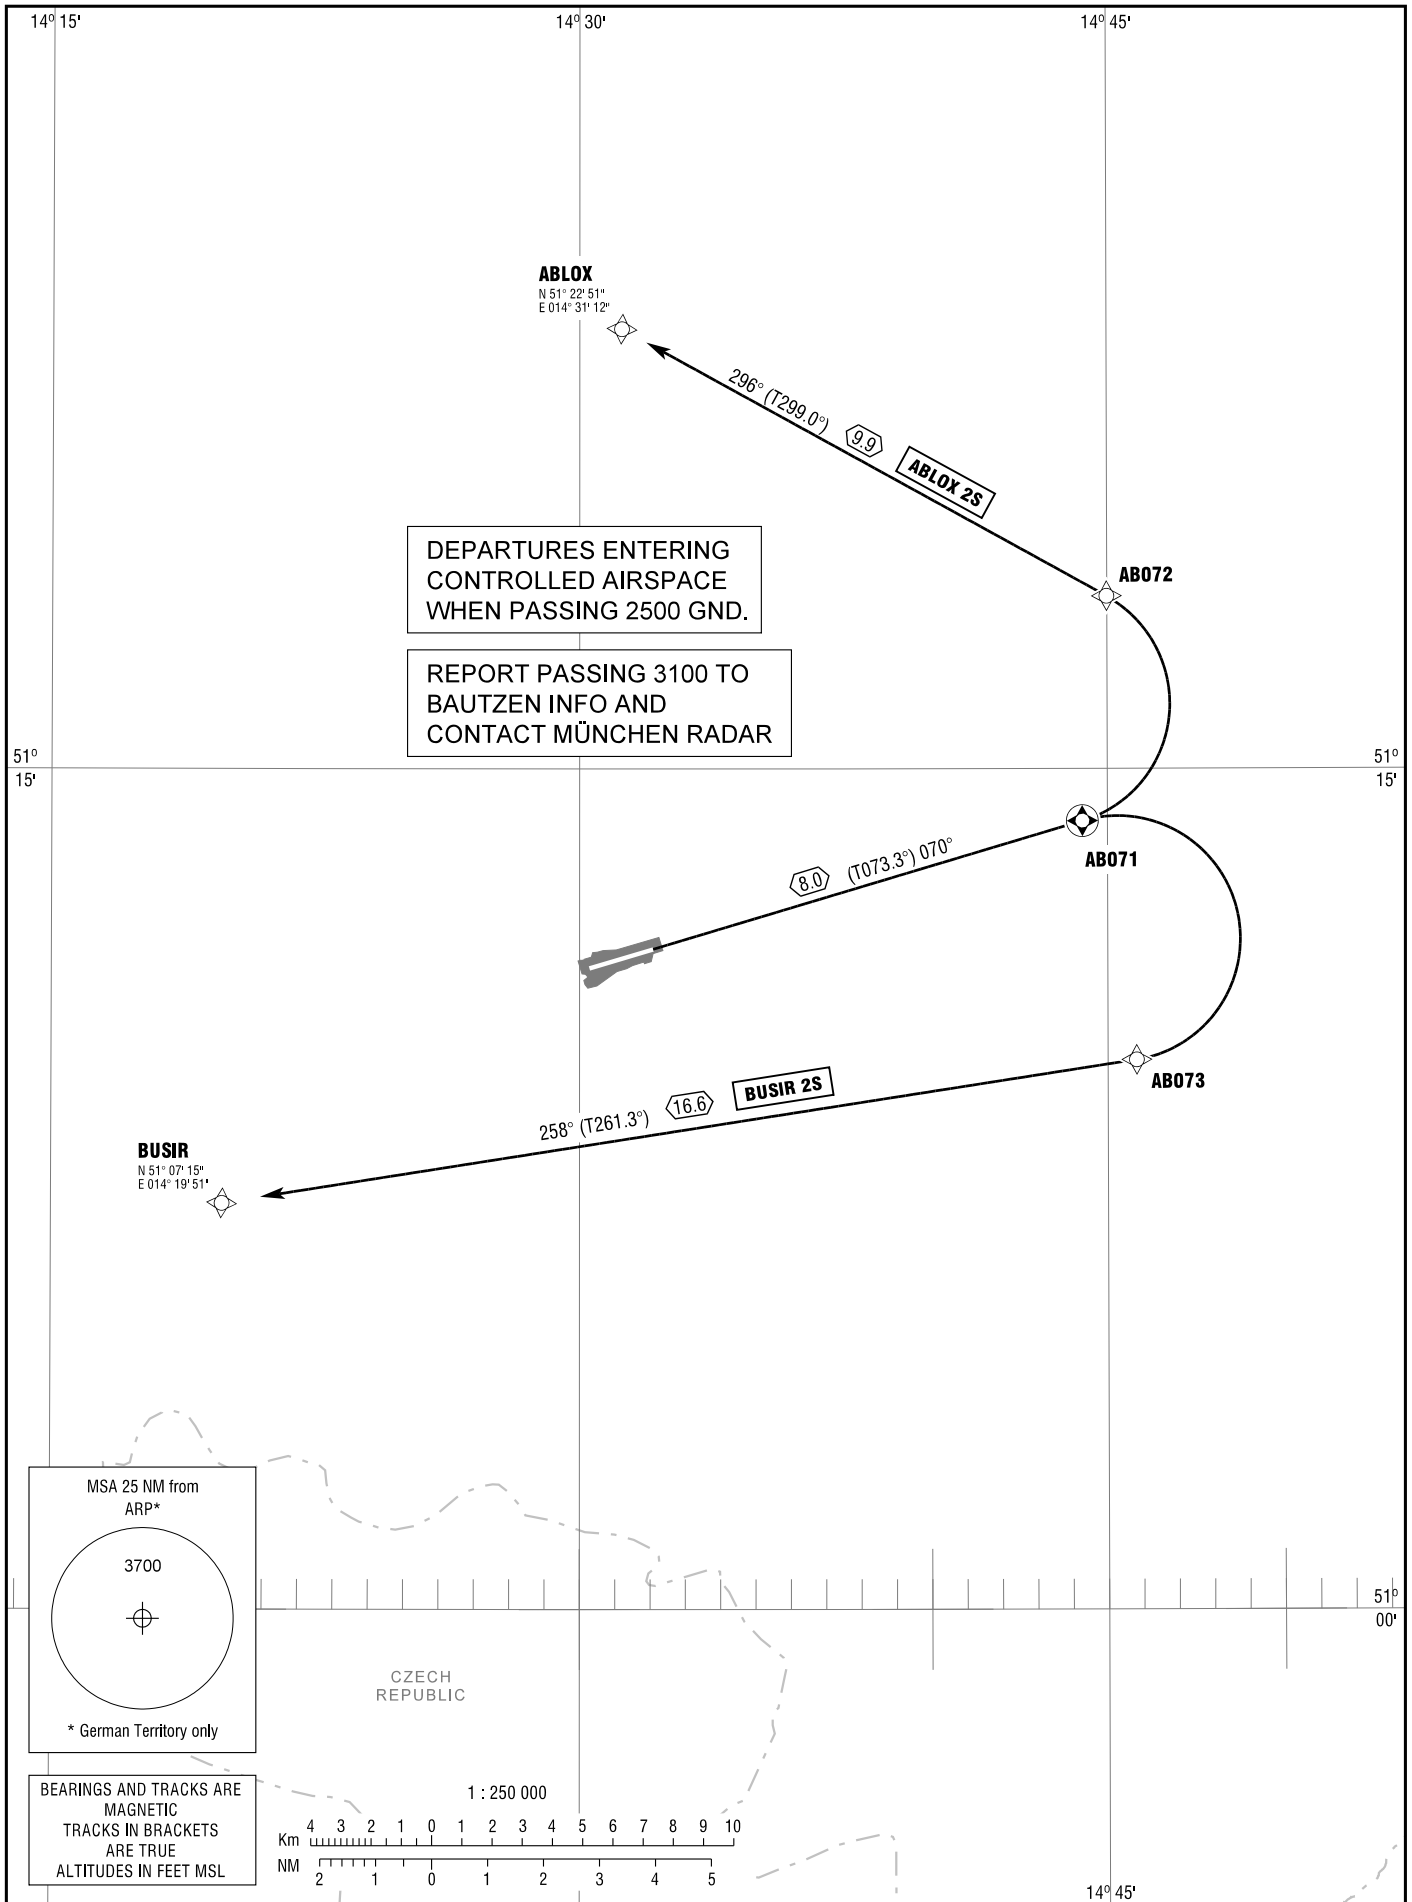 14° 15'
14° 30'
14° 45'
ABLOX
N 51° 22' 51"
E 014° 31' 12"
296° (T299.0°)
9.9
ABLOX 2S
DEPARTURES ENTERING
CONTROLLED AIRSPACE
WHEN PASSING 2500 GND.
AB072
REPORT PASSING 3100 TO
BAUTZEN INFO AND
CONTACT MÜNCHEN RADAR
51°
15'
51°
15'
8.0
(T073.3°) 070°
AB071
AB073
258° (T261.3°)
16.6
BUSIR 2S
BUSIR
N 51° 07' 15"
E 014° 19' 51"
MSA 25 NM from
ARP*
3700
* German Territory only
51°
00'
CZECH
REPUBLIC
BEARINGS AND TRACKS ARE
MAGNETIC
TRACKS IN BRACKETS
ARE TRUE
ALTITUDES IN FEET MSL
1 : 250 000
Km 4 3 2 1 0 1 2 3 4 5 6 7 8 9 10
NM
2 1 0 1 2 3 4 5
14° 45'